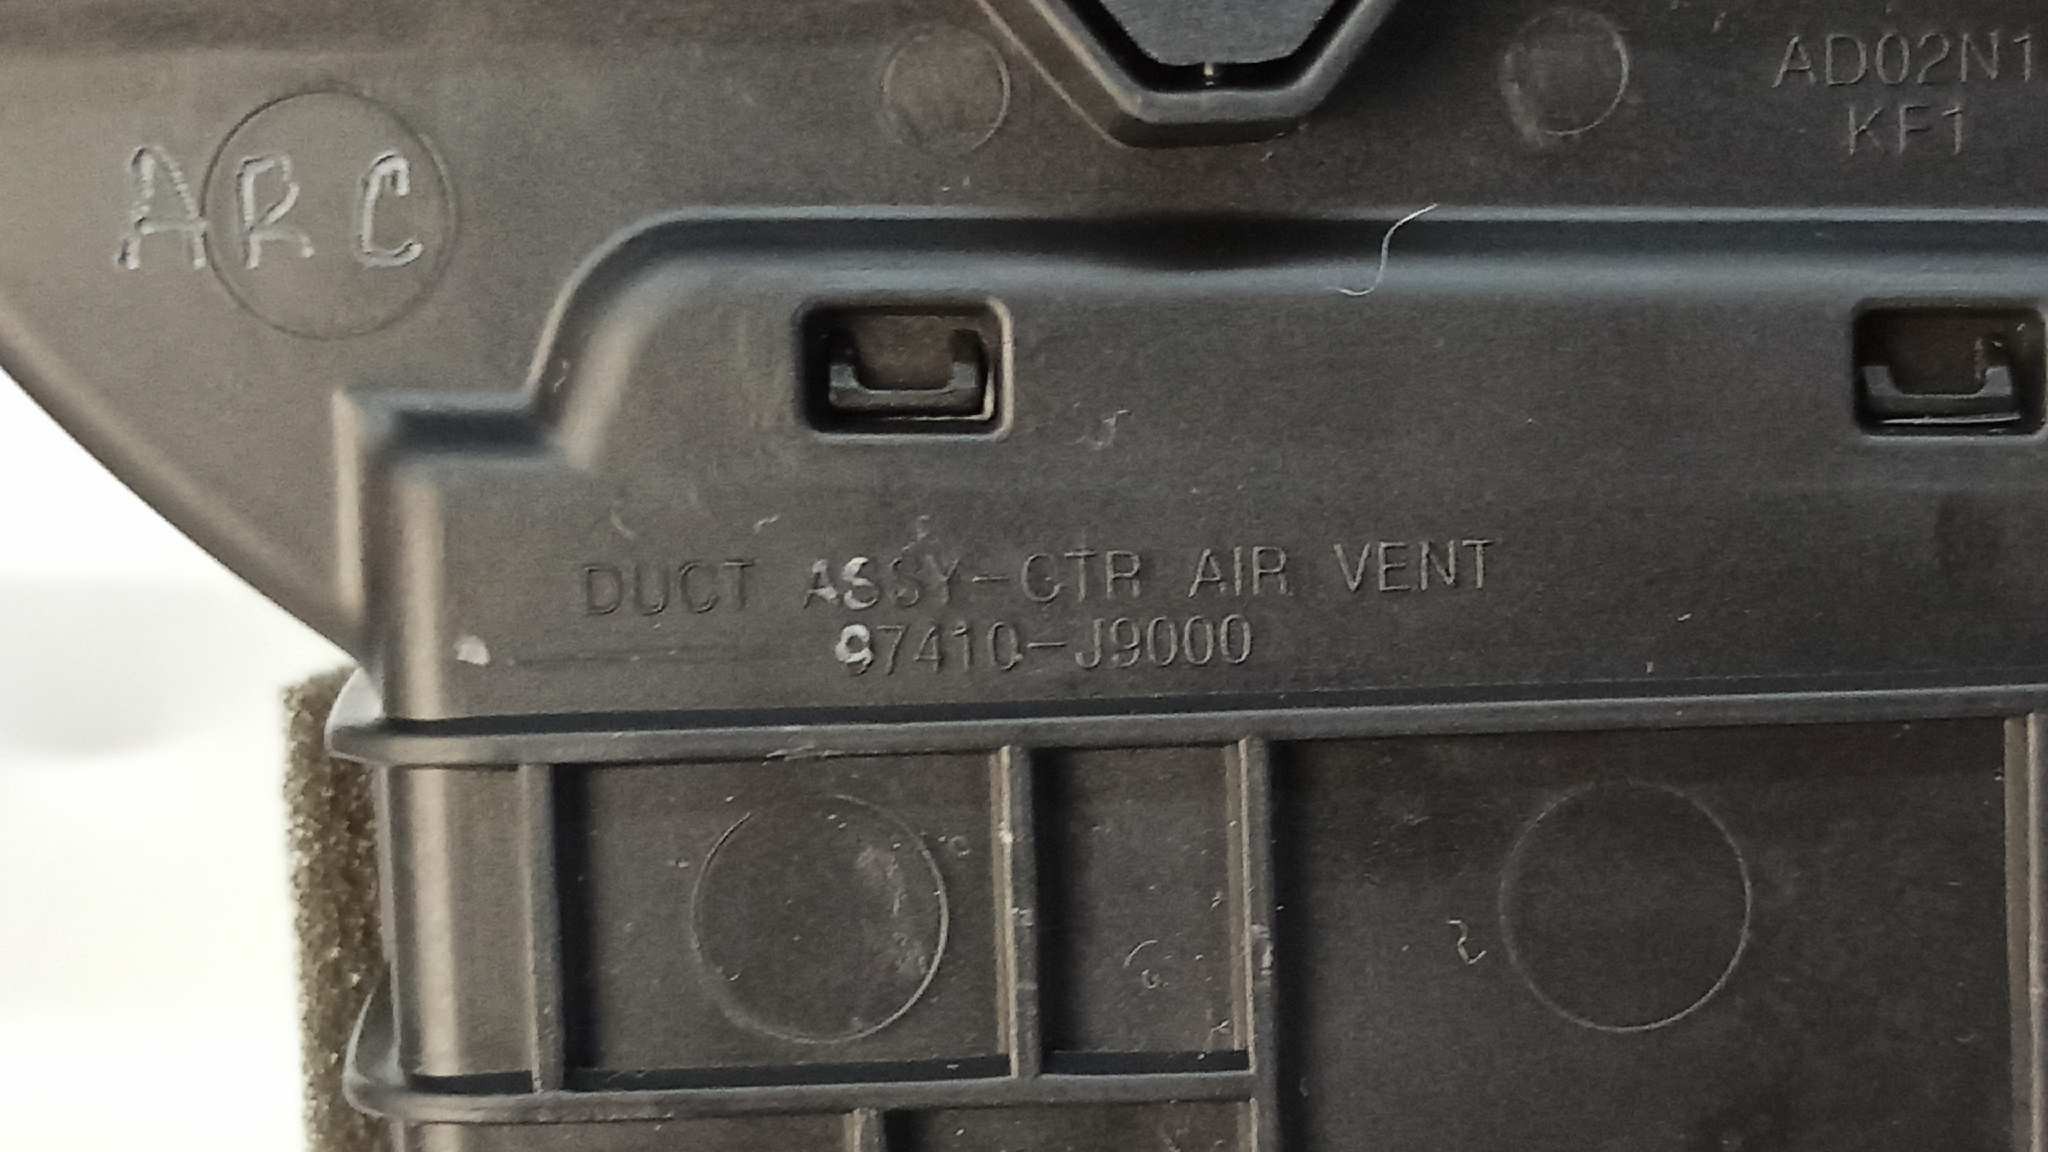 AD02N1
KF1
ARC
DUCT ASSY-CTR AIR VENT
97410-J9000